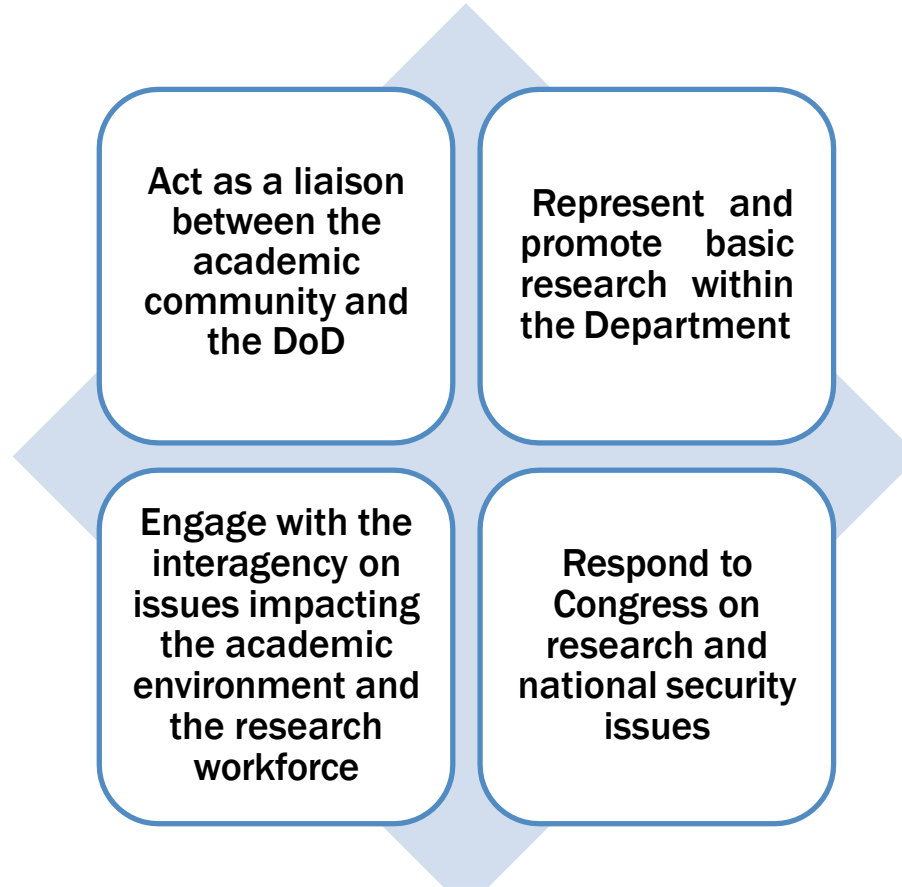 Act as a liaison
between the
academic
community and
the DoD
Represent and
promote basic
research within
the Department
Engage with the
interagency on
issues impacting
the academic
environment and
the research
workforce
Respond to
Congress on
research and
national security
issues